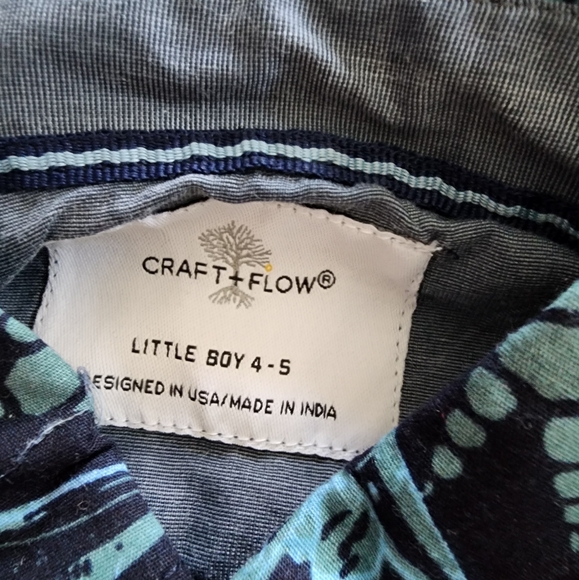 CRAFT+FLOW®
LITTLE BOY 4-5
ESIGNED IN USA/MADE IN INDIA